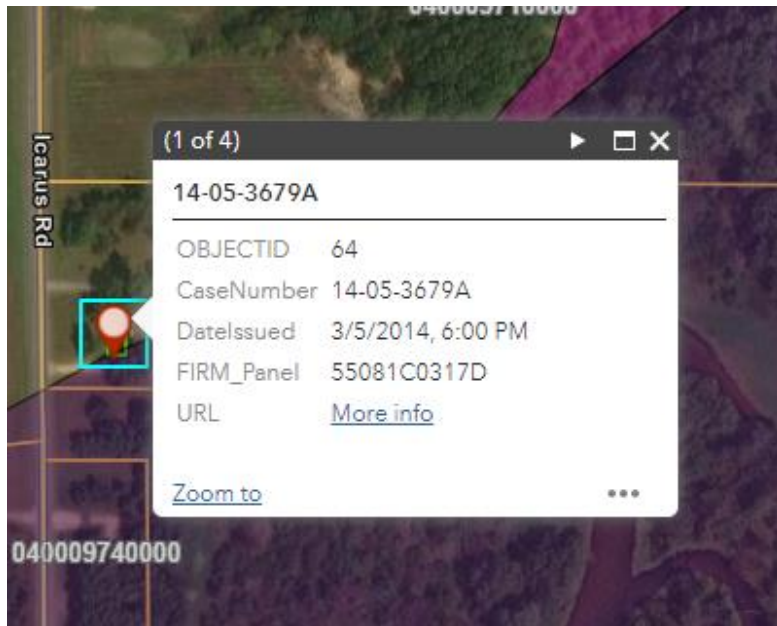 040009710000
Icarus Rd
(1 of 4)
14-05-3679A
OBJECTID 64
CaseNumber 14-05-3679A
DateIssued 3/5/2014, 6:00 PM
FIRM_Panel 55081C0317D
URL More info
Zoom to
040009740000